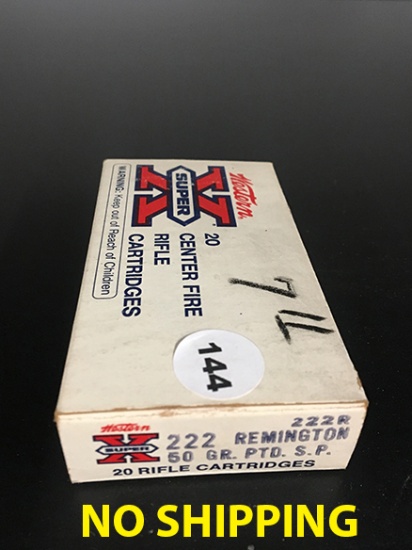 Western
X
SUPER
20
CENTER FIRE
RIFLE
CARTRIDGES
WARNING: Keep out of Reach of Children
144
Western
X
SUPER
222R
222 REMINGTON
50 GR. PTD. S.P.
20 RIFLE CARTRIDGES
NO SHIPPING